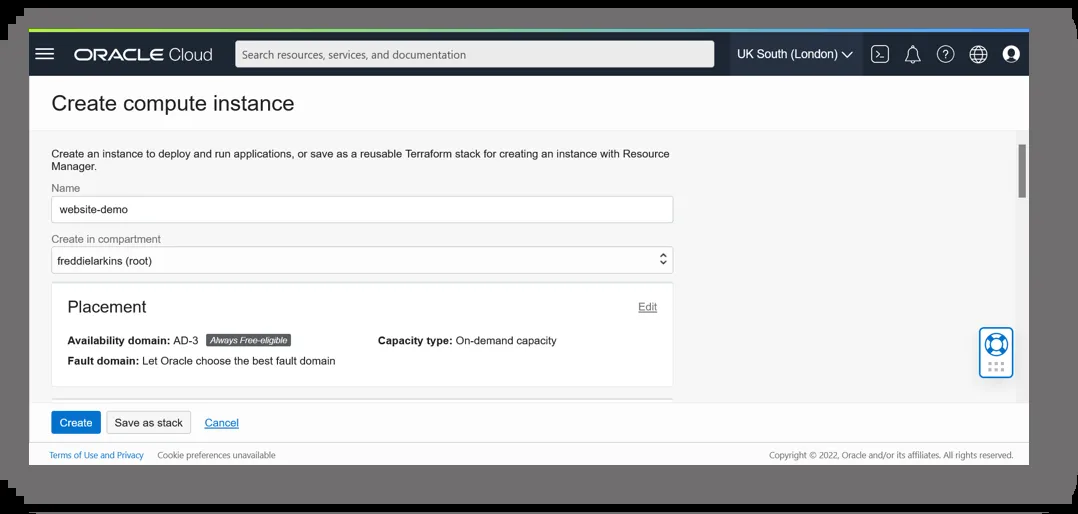 ORACLE Cloud
Search resources, services, and documentation
UK South (London)
Create compute instance
Create an instance to deploy and run applications, or save as a reusable Terraform stack for creating an instance with Resource
Manager.
Name
website-demo
Create in compartment
freddielarkins (root)
Placement
Edit
Availability domain: AD-3 Always Free-eligible
Capacity type: On-demand capacity
Fault domain: Let Oracle choose the best fault domain
Create
Save as stack
Cancel
Terms of Use and Privacy
Cookie preferences unavailable
Copyright © 2022, Oracle and/or its affiliates. All rights reserved.